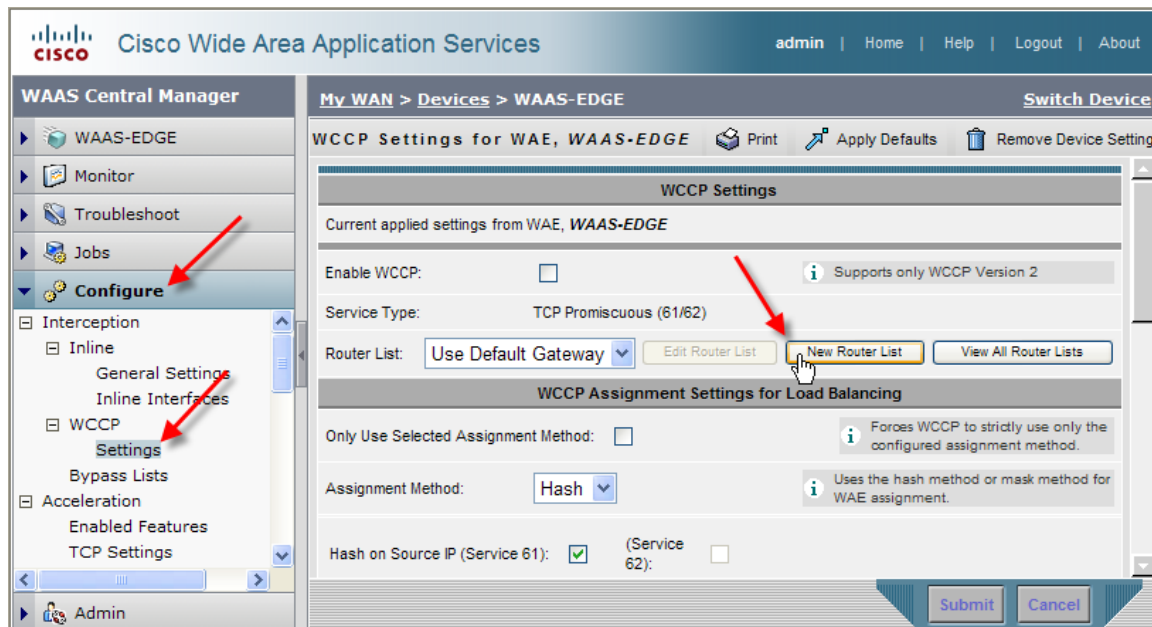 CISCO Cisco Wide Area Application Services
admin | Home | Help | Logout | About
WAAS Central Manager
WAAS-EDGE
Monitor
Troubleshoot
Jobs
Configure
Interception
Inline
General Settings
Inline Interfaces
WCCP
Settings
Bypass Lists
Acceleration
Enabled Features
TCP Settings
Admin
My WAN > Devices > WAAS-EDGE
Switch Device
WCCP Settings for WAE, WAAS-EDGE Print Apply Defaults Remove Device Setting
WCCP Settings
Current applied settings from WAE, WAAS-EDGE
Enable WCCP:
i Supports only WCCP Version 2
Service Type: TCP Promiscuous (61/62)
Router List: Use Default Gateway Edit Router List New Router List View All Router Lists
WCCP Assignment Settings for Load Balancing
Only Use Selected Assignment Method:
i Forces WCCP to strictly use only the
configured assignment method.
Assignment Method: Hash
i Uses the hash method or mask method for
WAE assignment.
Hash on Source IP (Service 61):
(Service
62):
Submit Cancel